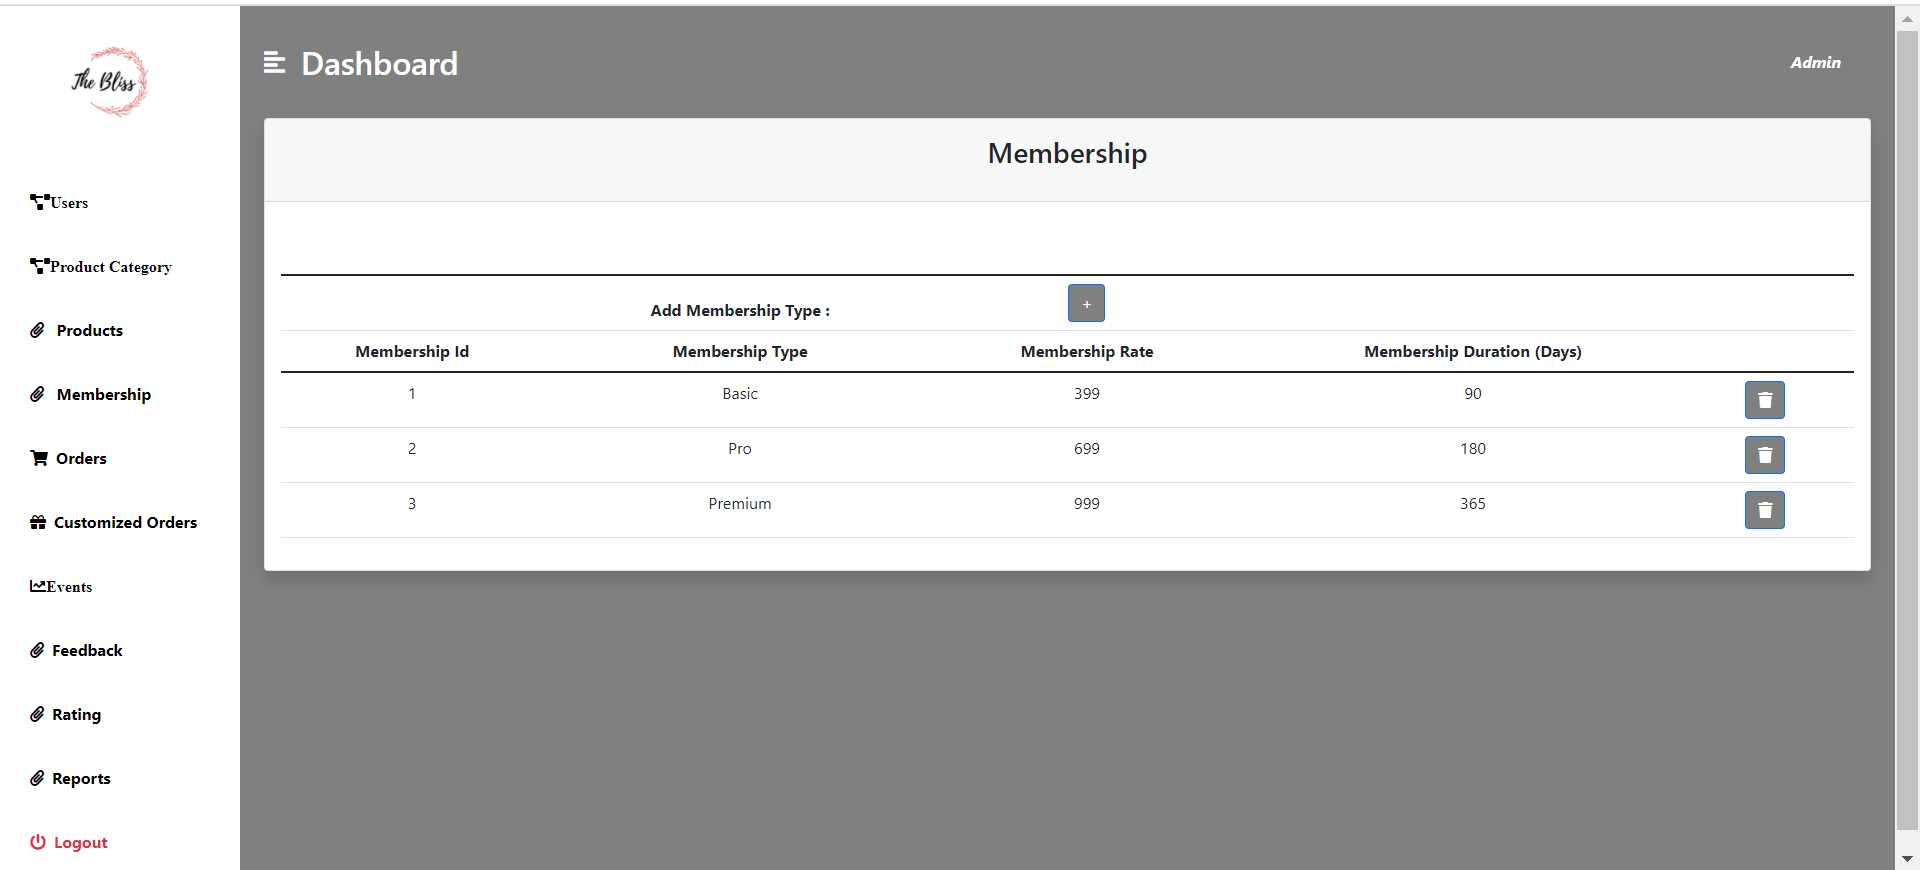 The Bliss
Users
Product Category
Products
Membership
Orders
Customized Orders
Events
Feedback
Rating
Reports
Logout
Dashboard
Admin
Membership
Add Membership Type : +
Membership Id Membership Type Membership Rate Membership Duration (Days)
1 Basic 399 90
2 Pro 699 180
3 Premium 999 365